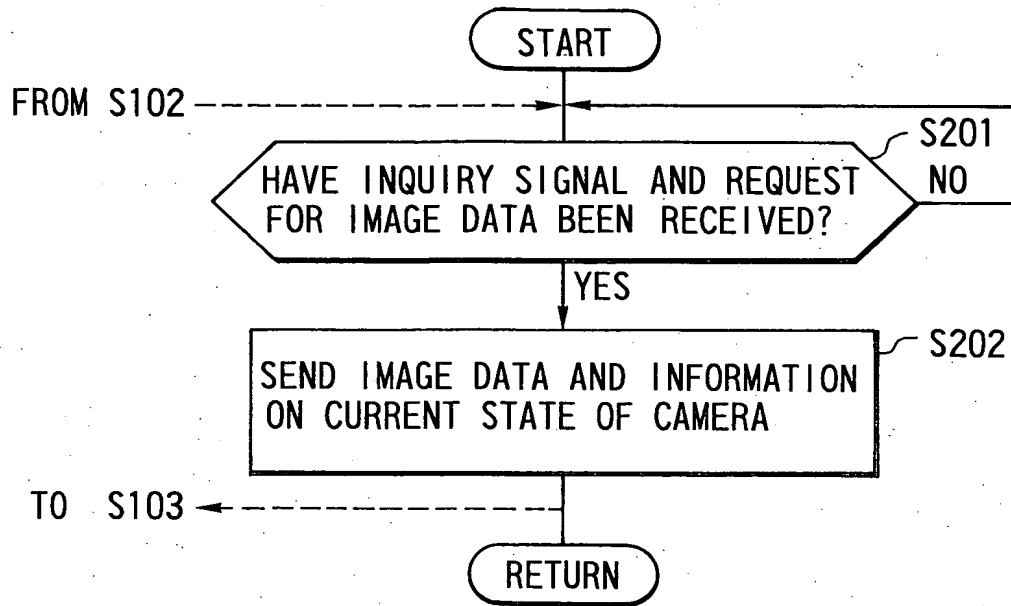 START
FROM S102
S201
HAVE INQUIRY SIGNAL AND REQUEST
FOR IMAGE DATA BEEN RECEIVED?
NO
YES
S202
SEND IMAGE DATA AND INFORMATION
ON CURRENT STATE OF CAMERA
TO S103
RETURN